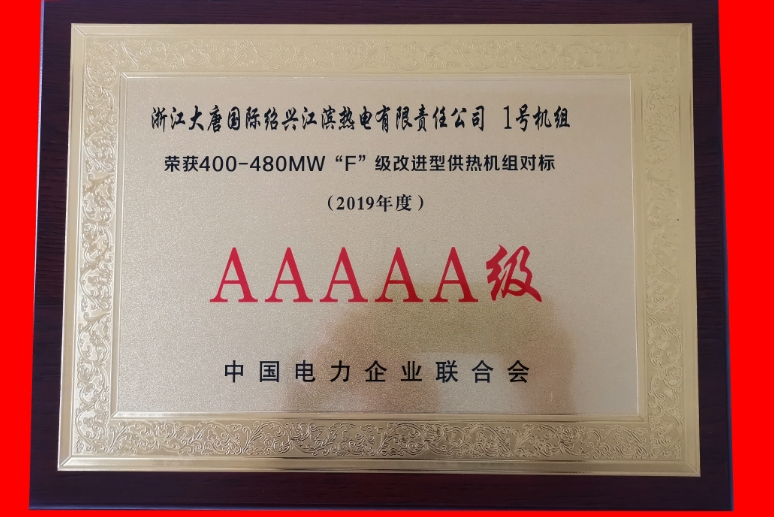 浙江大唐国际绍兴江滨热电有限责任公司 1号机组
荣获400-480MW“F”级改进型供热机组对标
（2019年度）
AAAAA级
中国电力企业联合会